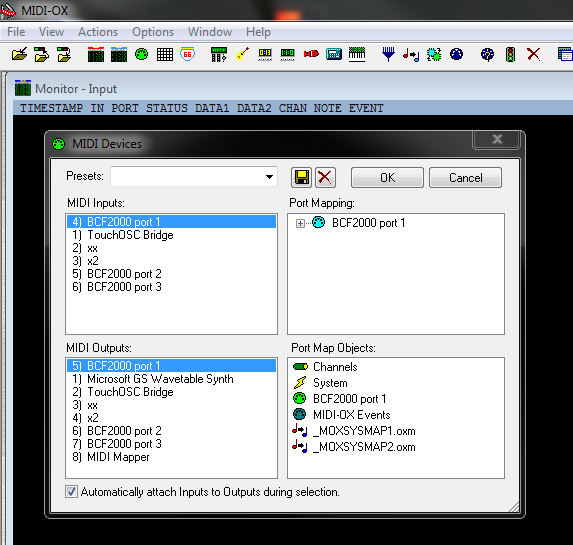 MIDI-OX
File View Actions Options Window Help
66
Monitor - Input
TIMESTAMP IN PORT STATUS DATA1 DATA2 CHAN NOTE EVENT
MIDI Devices
Presets:
OK
Cancel
MIDI Inputs:
4) BCF2000 port 1
1) TouchOSC Bridge
2) xx
3) x2
5) BCF2000 port 2
6) BCF2000 port 3
Port Mapping:
BCF2000 port 1
MIDI Outputs:
5) BCF2000 port 1
1) Microsoft GS Wavetable Synth
2) TouchOSC Bridge
3) xx
4) x2
6) BCF2000 port 2
7) BCF2000 port 3
8) MIDI Mapper
Port Map Objects:
Channels
System
BCF2000 port 1
MIDI-OX Events
_MOXSYSMAP1.oxm
_MOXSYSMAP2.oxm
Automatically attach Inputs to Outputs during selection.